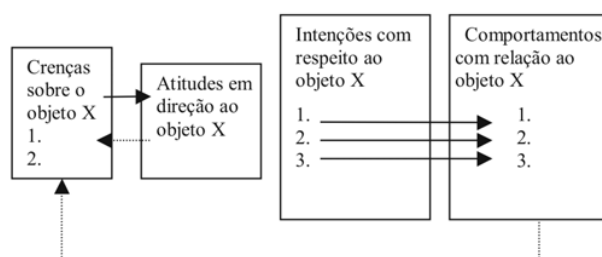 Crenças
sobre o
objeto X
1.
2.
Atitudes em
direção ao
objeto X
Intenções com
respeito ao
objeto X
1.
2.
3.
Comportamentos
com relação ao
objeto X
1.
2.
3.